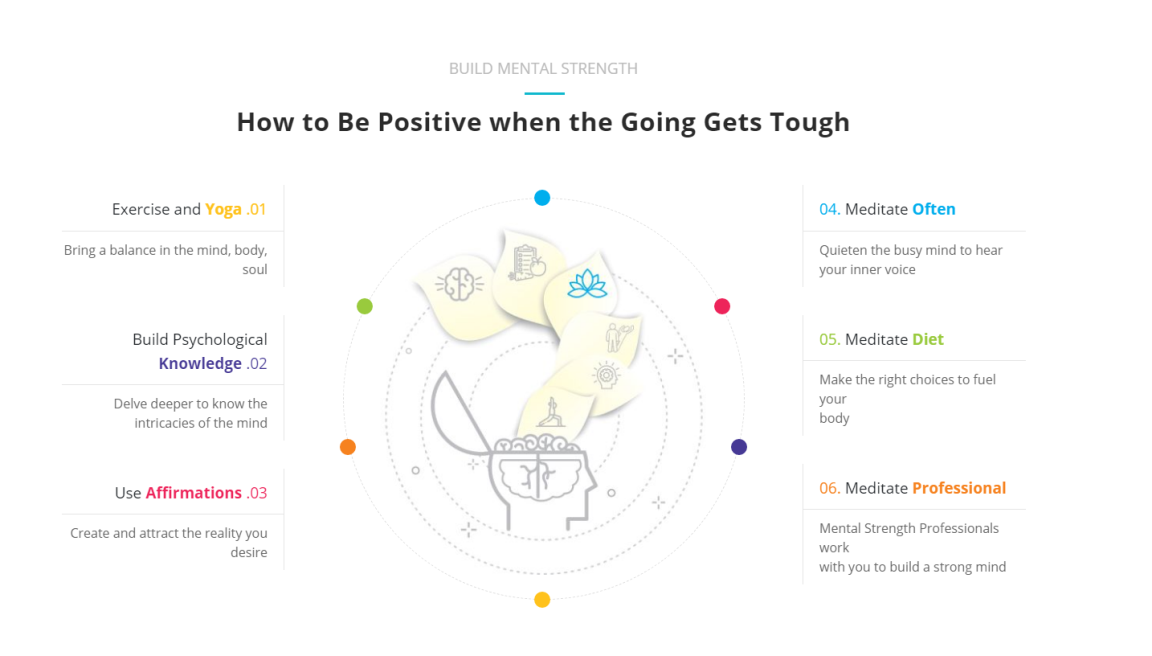 BUILD MENTAL STRENGTH
How to Be Positive when the Going Gets Tough
Exercise and Yoga .01
Bring a balance in the mind, body,
soul
Build Psychological
Knowledge .02
Delve deeper to know the
intricacies of the mind
Use Affirmations .03
Create and attract the reality you
desire
04. Meditate Often
Quieten the busy mind to hear
your inner voice
05. Meditate Diet
Make the right choices to fuel
your
body
06. Meditate Professional
Mental Strength Professionals
work
with you to build a strong mind